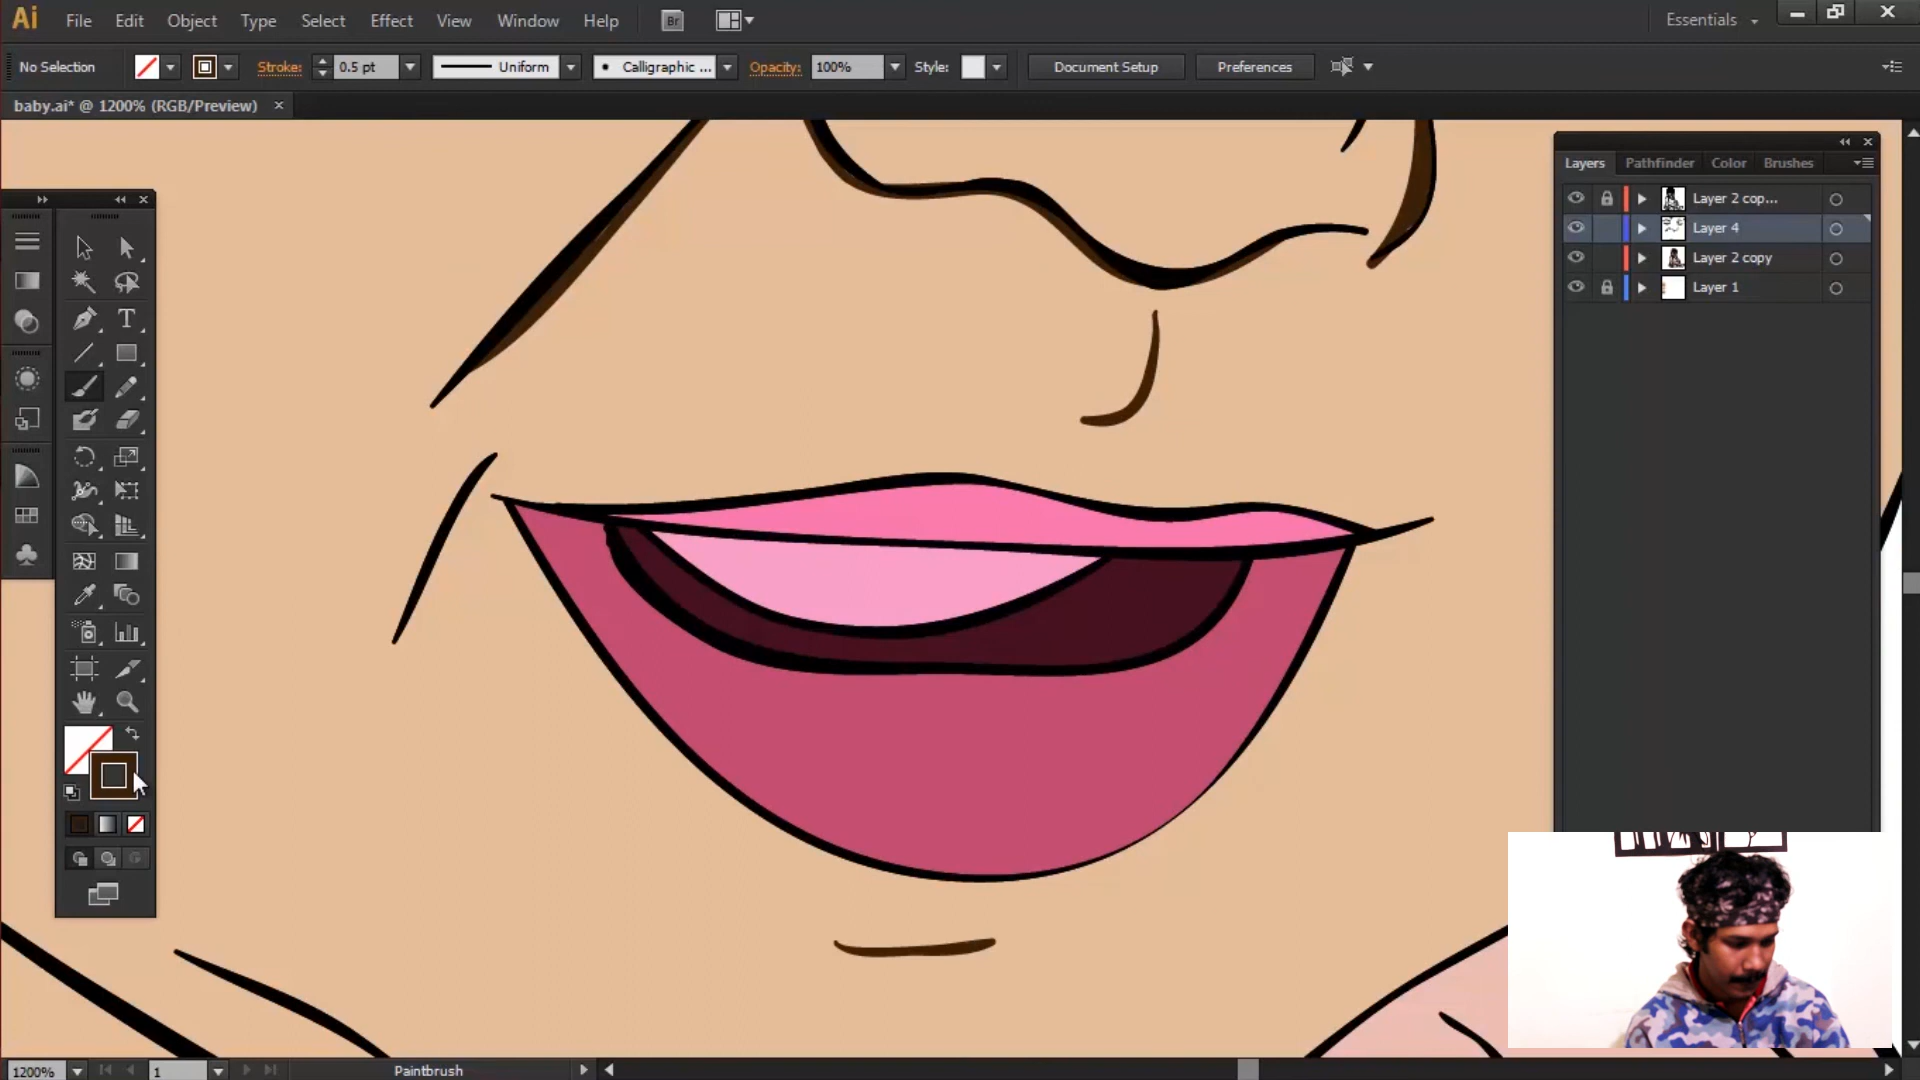 Ai File Edit Object Type Select Effect View Window Help Br Essentials
No Selection Stroke: 0.5 pt Uniform Calligraphic ... Opacity: 100% Style: Document Setup Preferences
baby.ai* @ 1200% (RGB/Preview)
Layers Pathfinder Color Brushes
Layer 2 cop...
Layer 4
Layer 2 copy
Layer 1
T
1200% 1 Paintbrush